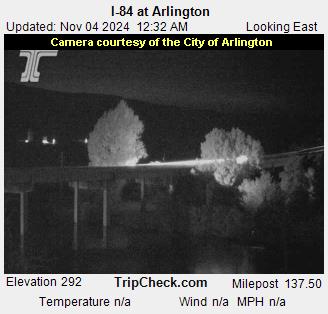 I-84 at Arlington
Updated: Nov 04 2024 12:32 AM Looking East
Camera courtesy of the City of Arlington
Elevation 292 TripCheck.com Milepost 137.50
Temperature n/a Wind n/a MPH n/a